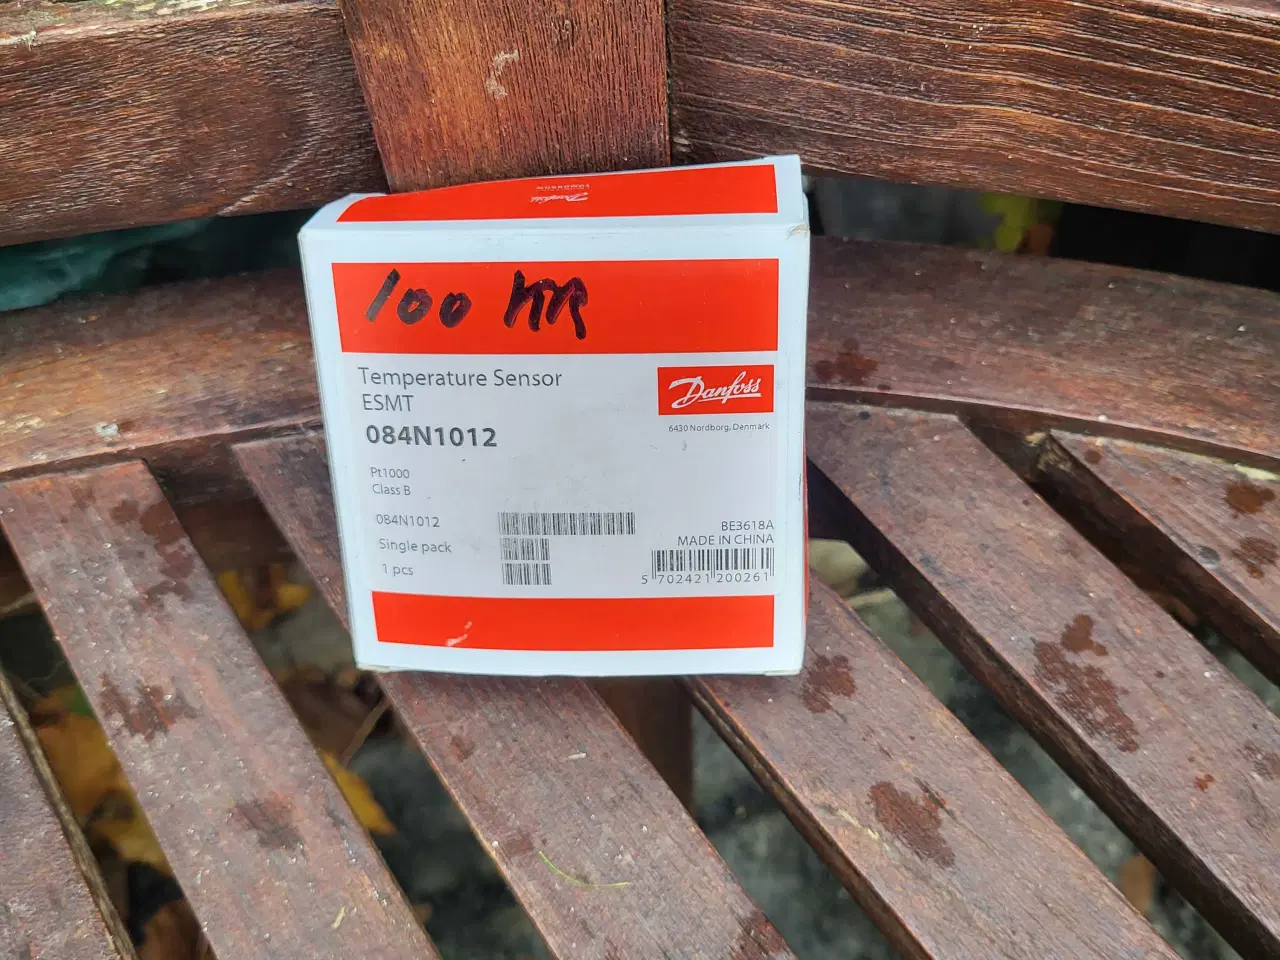 Danfoss
100
Temperature Sensor
ESMT
084N1012
Danfoss
6430 Nordborg, Denmark
Pt1000
Class B
084N1012
Single pack
1 pcs
BE3618A
MADE IN CHINA
5 702421 200261